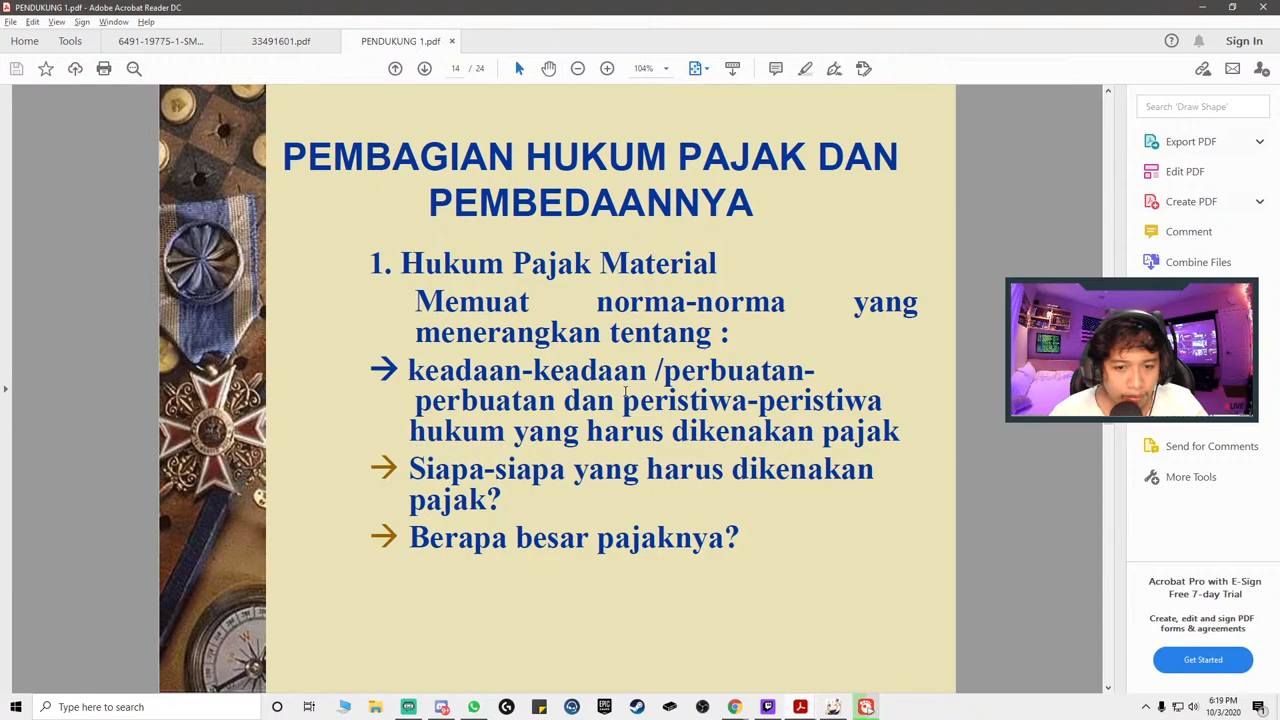 PENDUKUNG 1.pdf - Adobe Acrobat Reader DC
File Edit View Sign Window Help
Home Tools 6491-19775-1-SM... 33491601.pdf PENDUKUNG 1.pdf × Sign In
14 / 24 104%
PEMBAGIAN HUKUM PAJAK DAN
PEMBEDAANNYA
1. Hukum Pajak Material
Memuat norma-norma yang
menerangkan tentang :
→ keadaan-keadaan /perbuatan-
perbuatan dan peristiwa-peristiwa
hukum yang harus dikenakan pajak
→ Siapa-siapa yang harus dikenakan
pajak?
→ Berapa besar pajaknya?
Search 'Draw Shape'
Export PDF
Edit PDF
Create PDF
Comment
Combine Files
LIVE
Send for Comments
More Tools
Acrobat Pro with E-Sign
Free 7-day Trial
Create, edit and sign PDF
forms & agreements
Get Started
Type here to search
EPIC
6:19 PM
10/3/2020